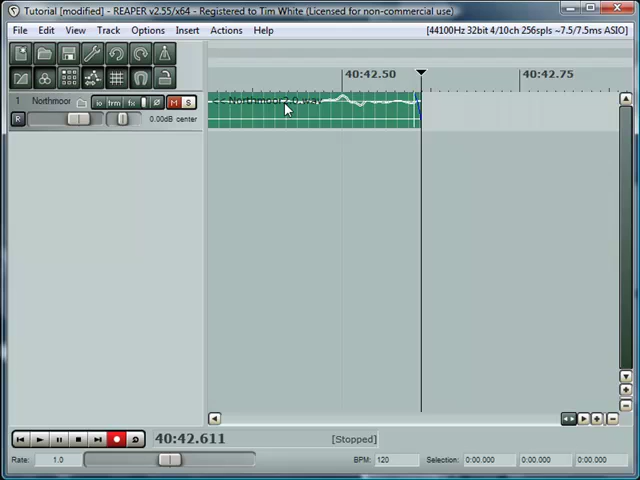 Tutorial [modified] - REAPER v2.55/x64 - Registered to Tim White (Licensed for non-commercial use)
File Edit View Track Options Insert Actions Help [44100Hz 32bit 4/10ch 256spls ~7.5/7.5ms ASIO]
40:42.50 40:42.75
1 Northmoor io trm fx M S
<< Northmoor2-0.wav
R 0.00dB center
40:42.611 [Stopped]
Rate: 1.0 BPM: 120 Selection: 0:00.000 0:00.000 0:00.000